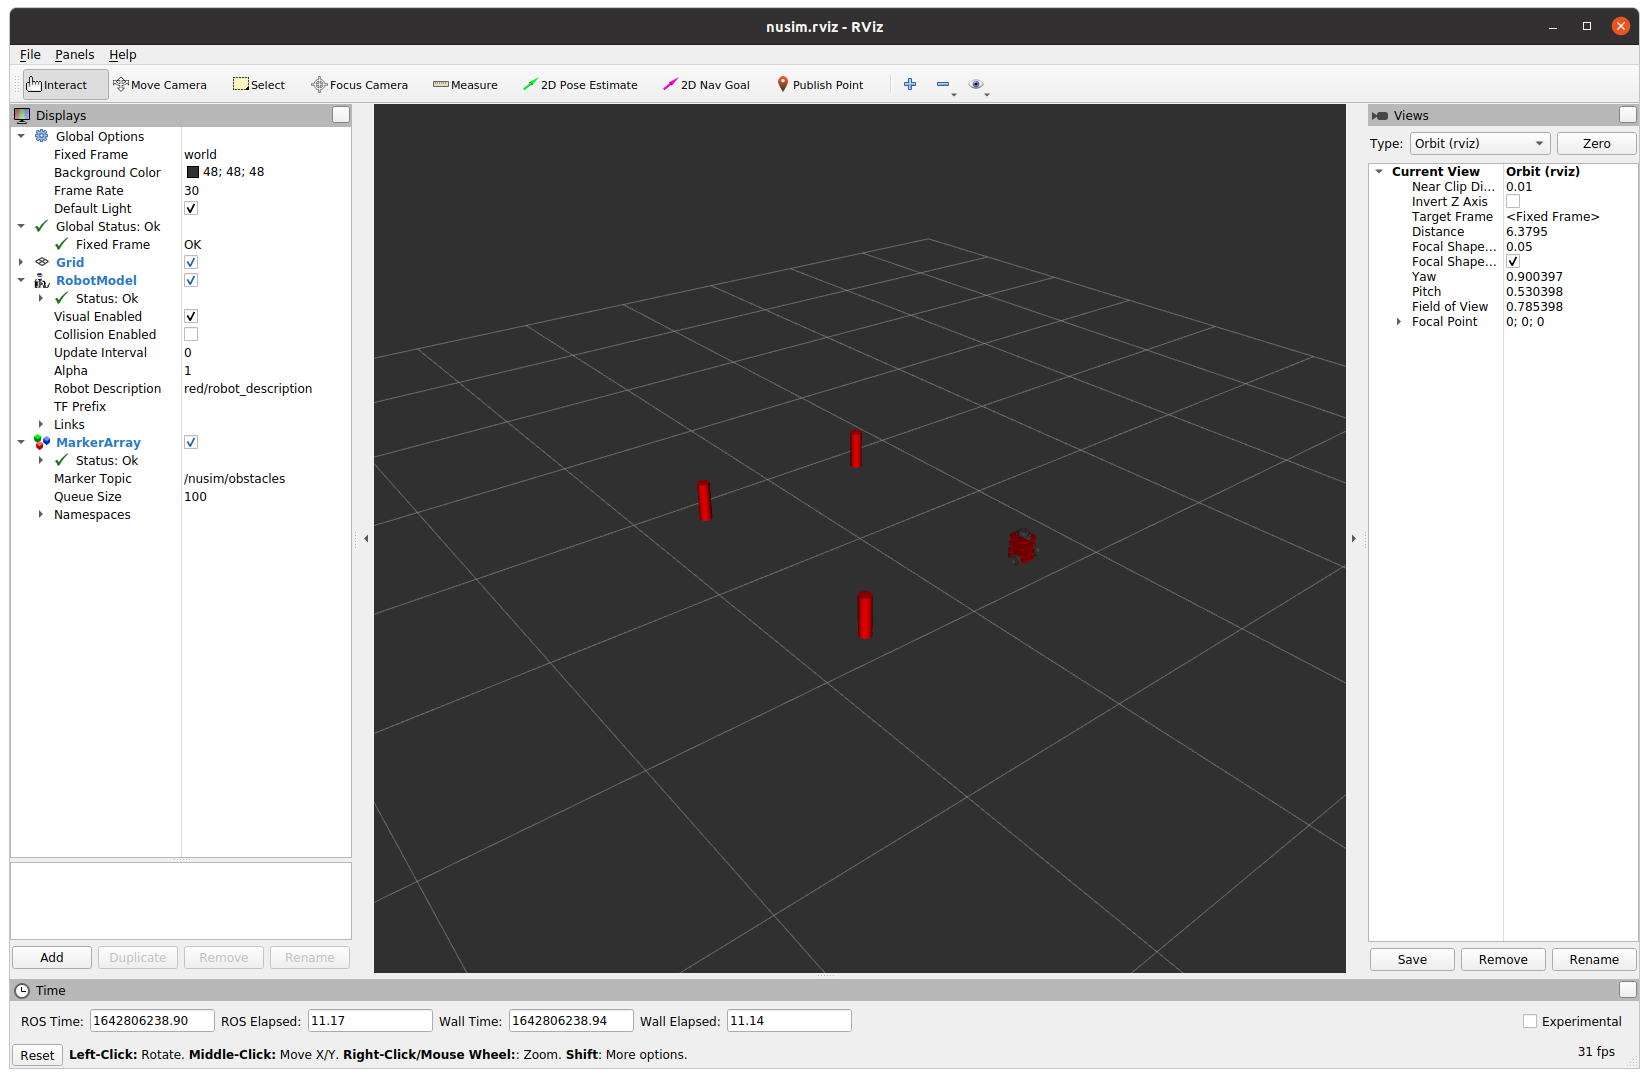 nusim.rviz - RViz
File Panels Help
Interact Move Camera Select Focus Camera Measure 2D Pose Estimate 2D Nav Goal Publish Point
Displays
Global Options
Fixed Frame world
Background Color 48; 48; 48
Frame Rate 30
Default Light
Global Status: Ok
Fixed Frame OK
Grid
RobotModel
Status: Ok
Visual Enabled
Collision Enabled
Update Interval 0
Alpha 1
Robot Description red/robot_description
TF Prefix
Links
MarkerArray
Status: Ok
Marker Topic /nusim/obstacles
Queue Size 100
Namespaces
Add Duplicate Remove Rename
Views
Type: Orbit (rviz) Zero
Current View Orbit (rviz)
Near Clip Di... 0.01
Invert Z Axis
Target Frame <Fixed Frame>
Distance 6.3795
Focal Shape... 0.05
Focal Shape...
Yaw 0.900397
Pitch 0.530398
Field of View 0.785398
Focal Point 0; 0; 0
Save Remove Rename
Time
ROS Time: 1642806238.90 ROS Elapsed: 11.17 Wall Time: 1642806238.94 Wall Elapsed: 11.14 Experimental
Reset Left-Click: Rotate. Middle-Click: Move X/Y. Right-Click/Mouse Wheel:: Zoom. Shift: More options. 31 fps